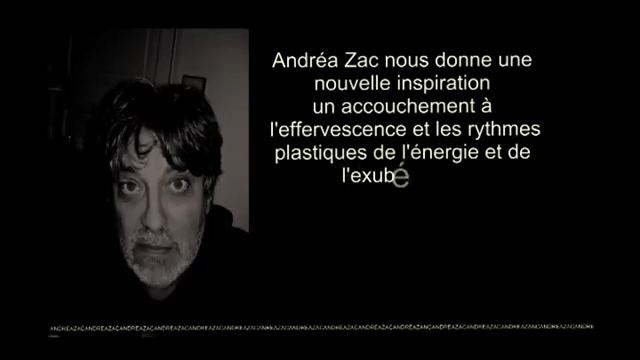 Andréa Zac nous donne une
nouvelle inspiration
un accouchement à
l'effervescence et les rythmes
plastiques de l'énergie et de
l'exubé